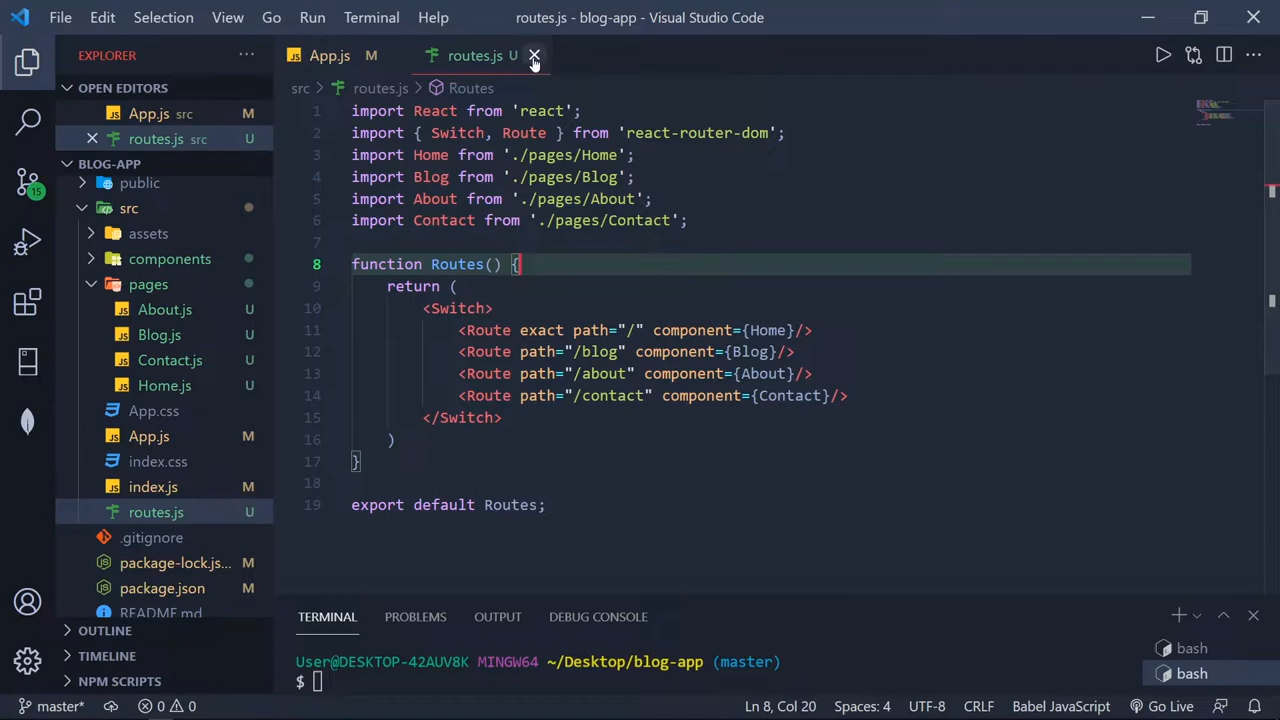 File Edit Selection View Go Run Terminal Help
routes.js - blog-app - Visual Studio Code
EXPLORER
OPEN EDITORS
App.js src M
routes.js src U
BLOG-APP
public
src
assets
components
pages
About.js U
Blog.js U
Contact.js U
Home.js U
App.css
App.js M
index.css
index.js M
routes.js U
.gitignore
package-lock.js... M
package.json M
README.md
OUTLINE
TIMELINE
NPM SCRIPTS
15
App.js M routes.js U
src > routes.js > Routes
1 import React from 'react';
2 import { Switch, Route } from 'react-router-dom';
3 import Home from './pages/Home';
4 import Blog from './pages/Blog';
5 import About from './pages/About';
6 import Contact from './pages/Contact';
7
8 function Routes() {
9 return (
10 <Switch>
11 <Route exact path="/" component={Home}/>
12 <Route path="/blog" component={Blog}/>
13 <Route path="/about" component={About}/>
14 <Route path="/contact" component={Contact}/>
15 </Switch>
16 )
17 }
18
19 export default Routes;
TERMINAL PROBLEMS OUTPUT DEBUG CONSOLE
User@DESKTOP-42AUV8K MINGW64 ~/Desktop/blog-app (master)
$
bash
bash
master* 0 0 Ln 8, Col 20 Spaces: 4 UTF-8 CRLF Babel JavaScript Go Live